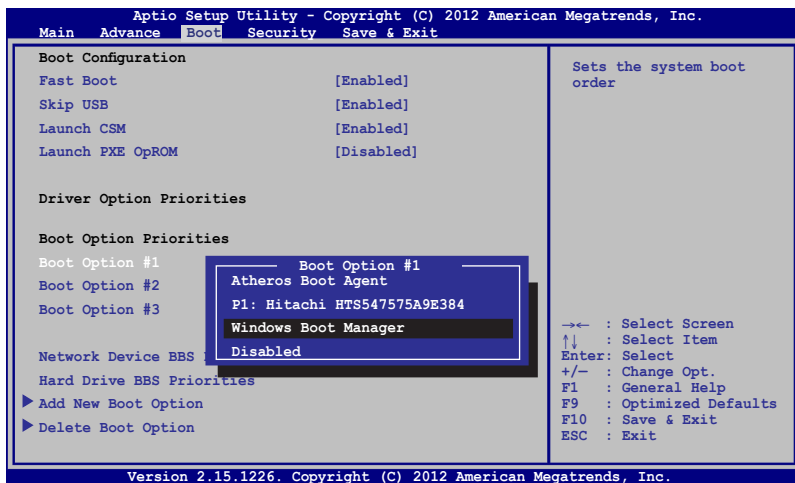 Aptio Setup Utility - Copyright (C) 2012 American Megatrends, Inc.
Main Advance Boot Security Save & Exit
Boot Configuration
Fast Boot [Enabled]
Skip USB [Enabled]
Launch CSM [Enabled]
Launch PXE OpROM [Disabled]
Driver Option Priorities
Boot Option Priorities
Boot Option #1
Boot Option #2
Boot Option #3
Network Device BBS
Hard Drive BBS Priorities
Add New Boot Option
Delete Boot Option
Boot Option #1
Atheros Boot Agent
P1: Hitachi HTS547575A9E384
Windows Boot Manager
Disabled
Sets the system boot
order
→← : Select Screen
↑↓ : Select Item
Enter: Select
+/— : Change Opt.
F1 : General Help
F9 : Optimized Defaults
F10 : Save & Exit
ESC : Exit
Version 2.15.1226. Copyright (C) 2012 American Megatrends, Inc.